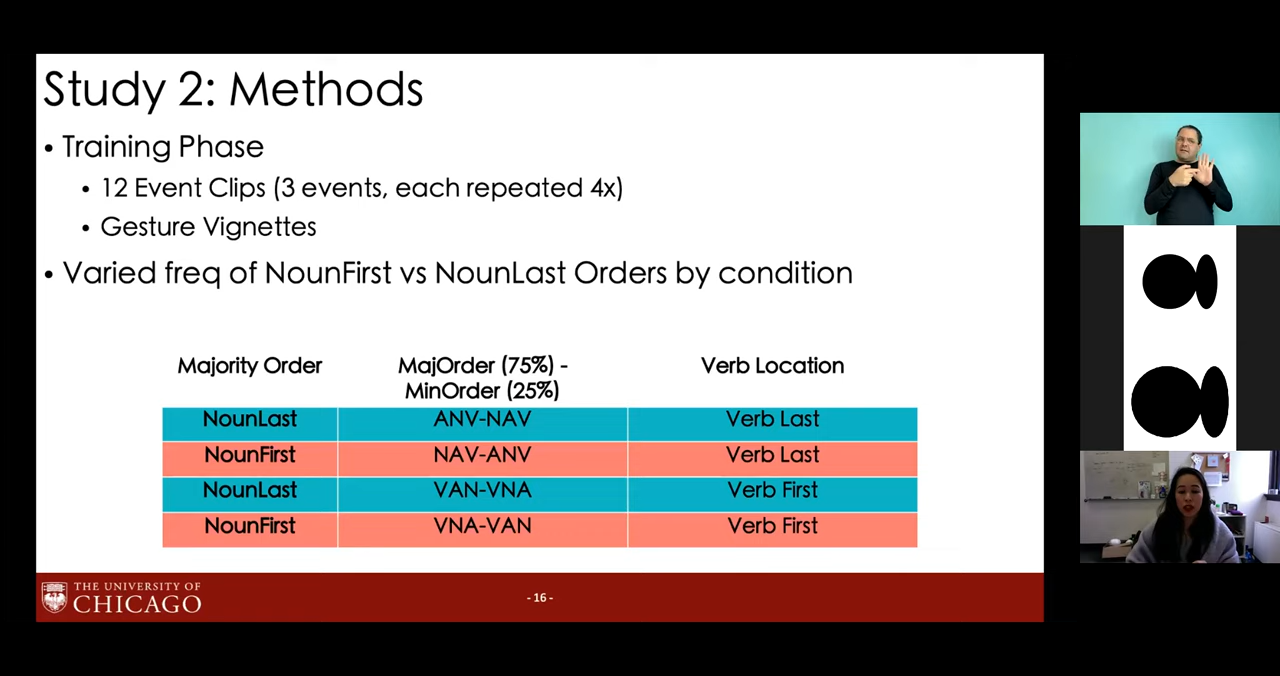 Study 2: Methods
• Training Phase
• 12 Event Clips (3 events, each repeated 4x)
• Gesture Vignettes
• Varied freq of NounFirst vs NounLast Orders by condition
Majority Order MajOrder (75%) - MinOrder (25%) Verb Location
NounLast ANV-NAV Verb Last
NounFirst NAV-ANV Verb Last
NounLast VAN-VNA Verb First
NounFirst VNA-VAN Verb First
THE UNIVERSITY OF
CHICAGO
- 16 -